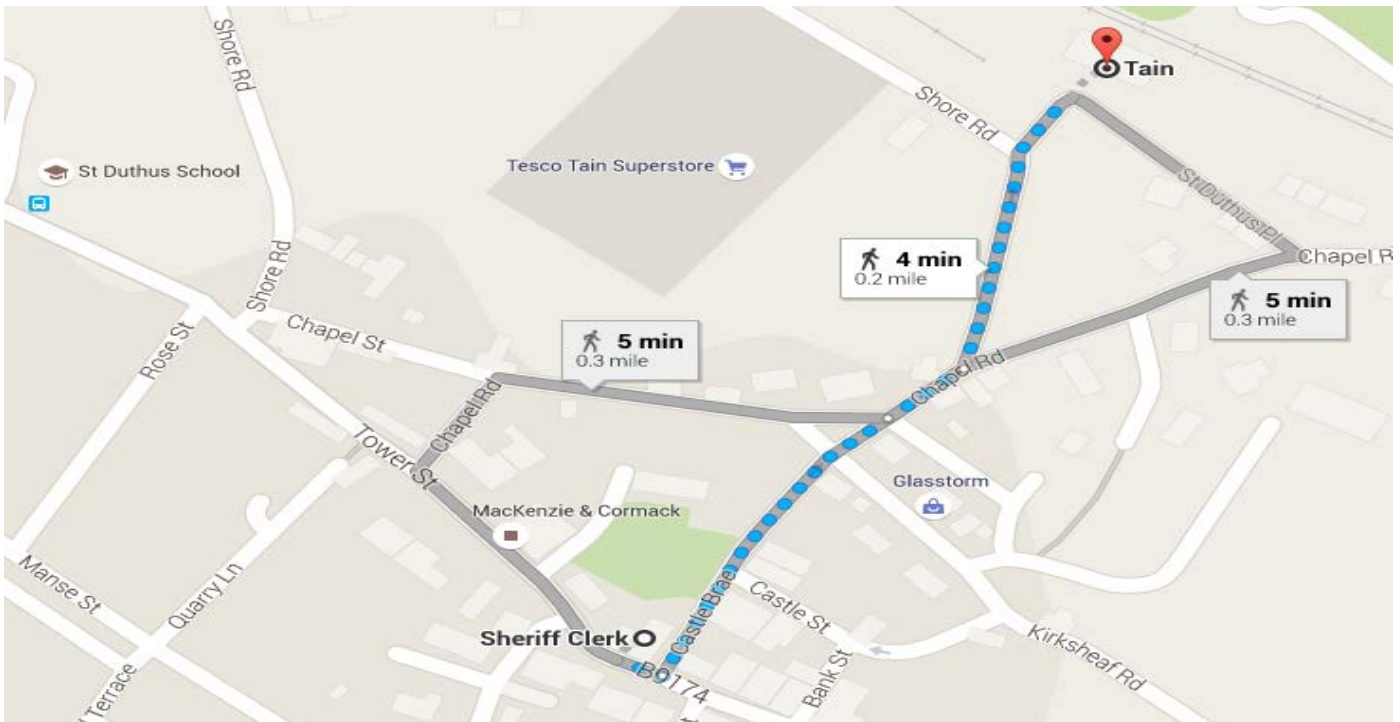 Shore Rd
Tain
Shore Rd
Tesco Tain Superstore
St Duthus School
St Duthus Pl
4 min
0.2 mile
Chapel R
Shore Rd
5 min
0.3 mile
Chapel St
5 min
0.3 mile
Rose St
Chapel Rd
Chapel Rd
Tower St
Glasstorm
MacKenzie & Cormack
Manse St
Quarry Ln
Castle Brae
Castle St
Sheriff Clerk
Kirksheaf Rd
B9174
Bank St
Terrace